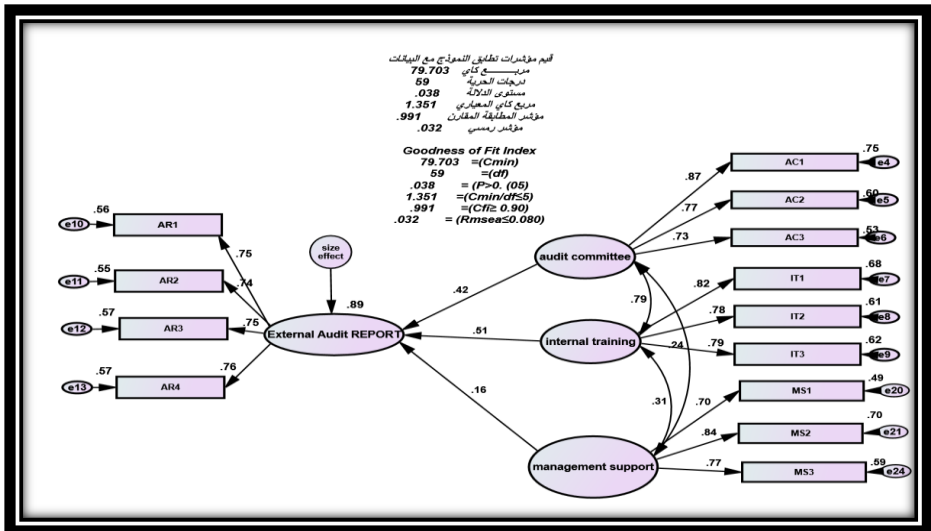 قيم مؤشرات تطابق النموذج مع البيانات
مربـــــع كاي 79.703
درجات الحرية 59
مستوى الدلالة .038
مربع كاي المعياري 1.351
مؤشر المطابقة المقارن .991
مؤشر رمسي .032
Goodness of Fit Index
79.703 =(Cmin)
59 =(df)
.038 = (P>0. (05)
1.351 =(Cmin/df≤5)
.991 =(Cfi≥ 0.90)
.032 = (Rmsea≤0.080)
e10
.56
AR1
.75
e11
.55
AR2
.74
e12
.57
AR3
.75
e13
.57
AR4
.76
size
effect
.89
External Audit REPORT
.42
.51
.16
audit committee
internal training
management support
.79
.24
.31
.87
AC1
.75
e4
.77
AC2
.60
e5
.73
AC3
.53
e6
.82
IT1
.68
e7
.78
IT2
.61
e8
.79
IT3
.62
e9
.70
MS1
.49
e20
.84
MS2
.70
e21
.77
MS3
.59
e24